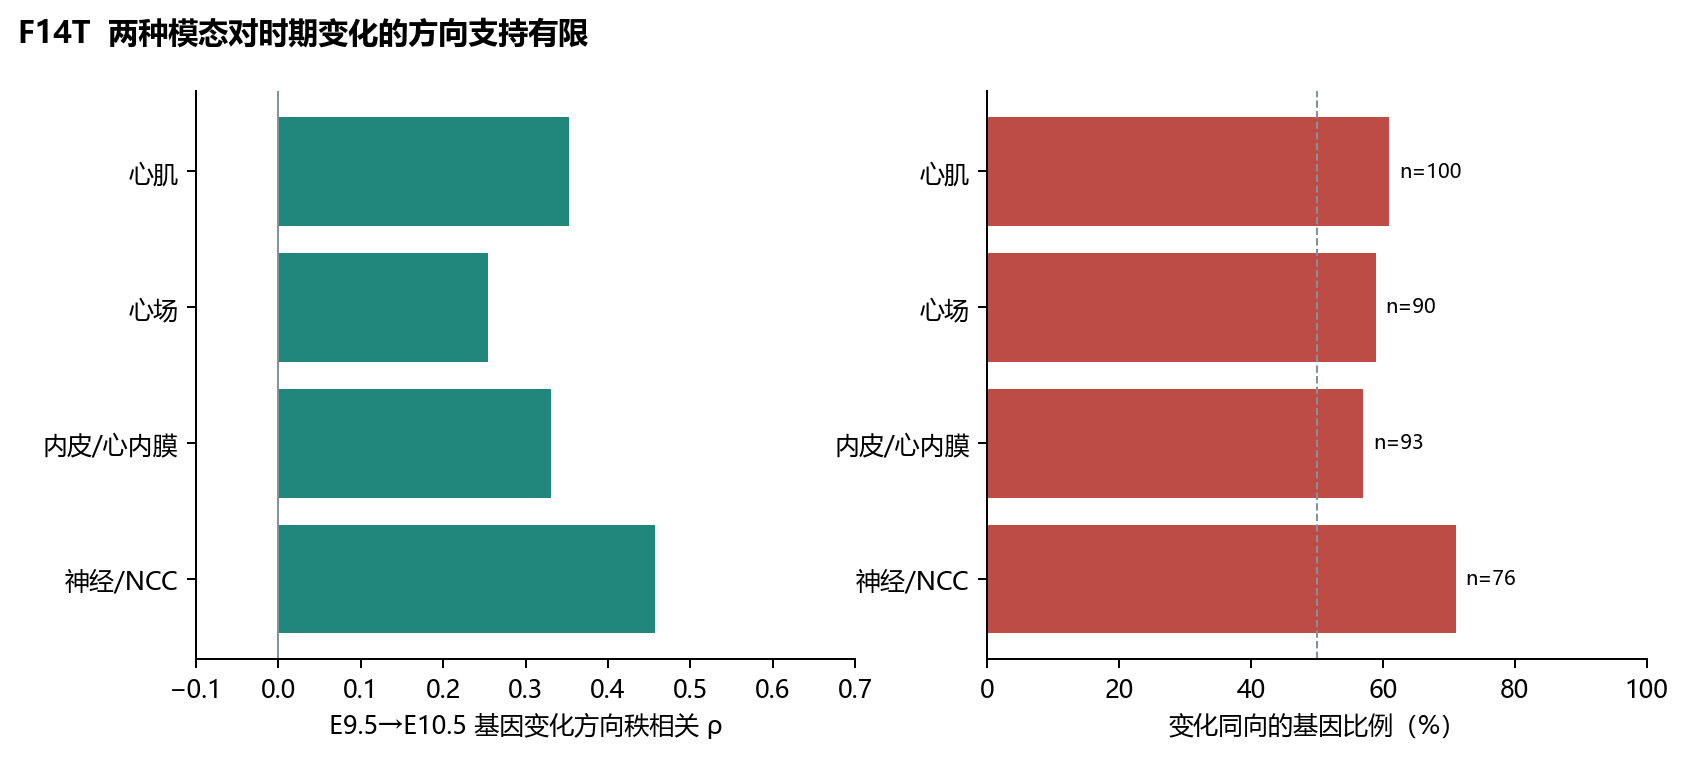 F14T 两种模态对时期变化的方向支持有限
心肌
心场
内皮/心内膜
神经/NCC
−0.1 0.0 0.1 0.2 0.3 0.4 0.5 0.6 0.7
E9.5→E10.5 基因变化方向秩相关 ρ
心肌
心场
内皮/心内膜
神经/NCC
n=100
n=90
n=93
n=76
0 20 40 60 80 100
变化同向的基因比例（%）